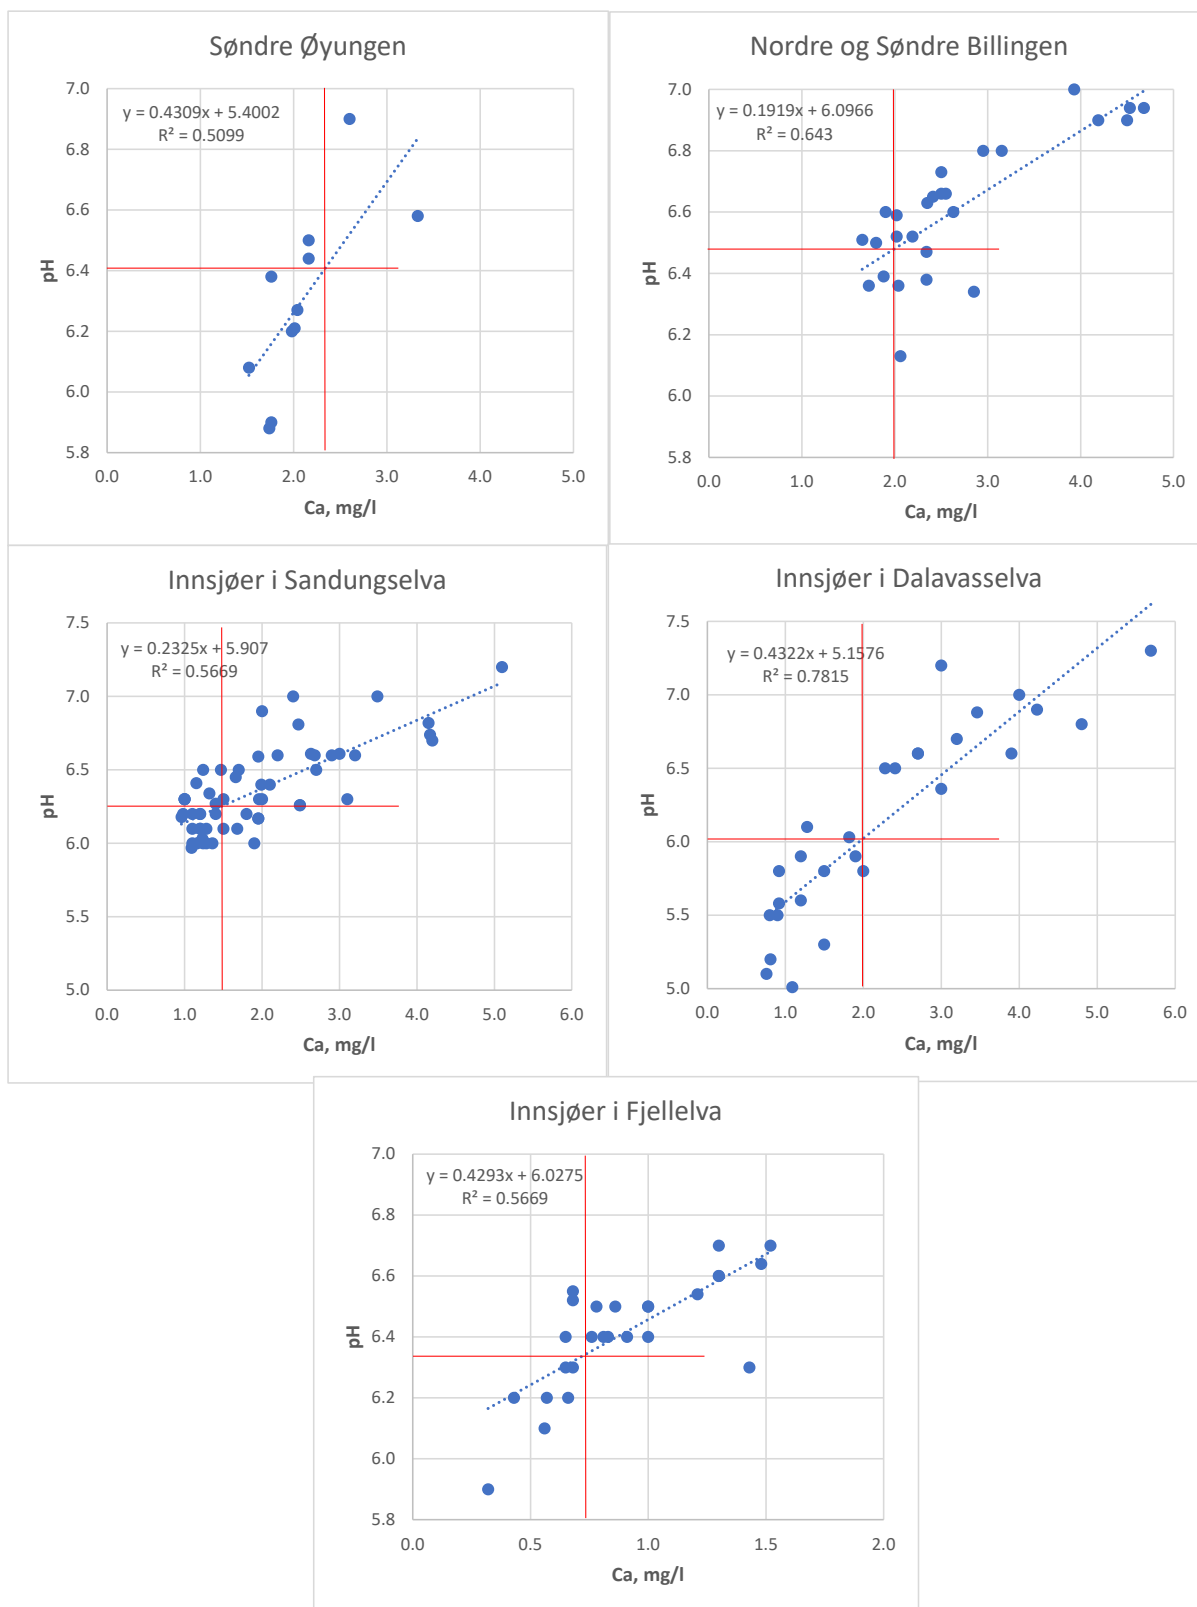 Søndre Øyungen
y = 0.4309x + 5.4002
R² = 0.5099
7.0
6.8
6.6
6.4
6.2
6.0
5.8
pH
0.0 1.0 2.0 3.0 4.0 5.0
Ca, mg/l
Nordre og Søndre Billingen
y = 0.1919x + 6.0966
R² = 0.643
7.0
6.8
6.6
6.4
6.2
6.0
5.8
pH
0.0 1.0 2.0 3.0 4.0 5.0
Ca, mg/l
Innsjøer i Sandungselva
y = 0.2325x + 5.907
R² = 0.5669
7.5
7.0
6.5
6.0
5.5
5.0
pH
0.0 1.0 2.0 3.0 4.0 5.0 6.0
Ca, mg/l
Innsjøer i Dalavasselva
y = 0.4322x + 5.1576
R² = 0.7815
7.5
7.0
6.5
6.0
5.5
5.0
pH
0.0 1.0 2.0 3.0 4.0 5.0 6.0
Ca, mg/l
Innsjøer i Fjellelva
y = 0.4293x + 6.0275
R² = 0.5669
7.0
6.8
6.6
6.4
6.2
6.0
5.8
pH
0.0 0.5 1.0 1.5 2.0
Ca, mg/l